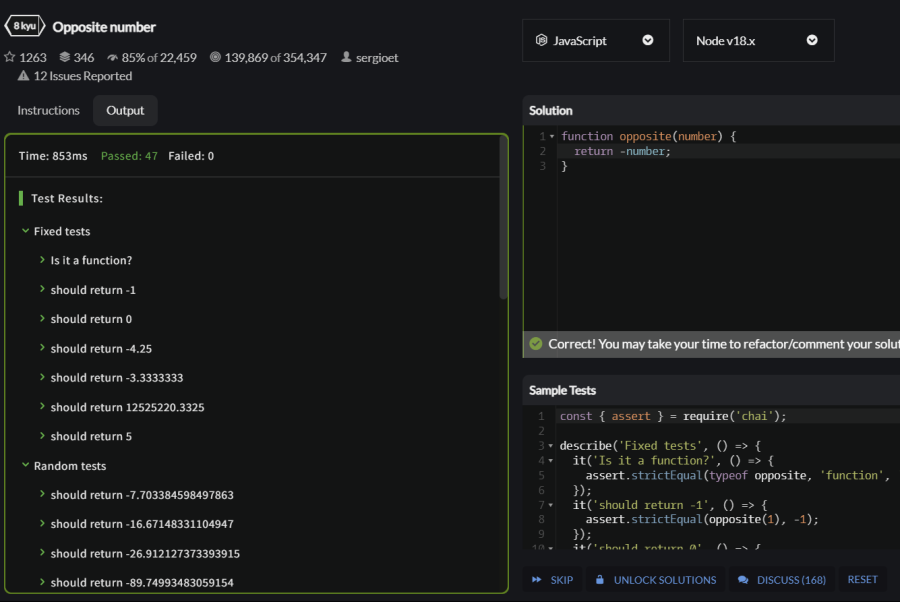 8 kyu Opposite number
1263 346 85% of 22,459 139,869 of 354,347 sergioet
12 Issues Reported
Instructions Output
Time: 853ms Passed: 47 Failed: 0
Test Results:
Fixed tests
Is it a function?
should return -1
should return 0
should return -4.25
should return -3.3333333
should return 12525220.3325
should return 5
Random tests
should return -7.703384598497863
should return -16.67148331104947
should return -26.912127373393915
should return -89.74993483059154
JavaScript
Node v18.x
Solution
1 function opposite(number) {
2 return -number;
3 }
Correct! You may take your time to refactor/comment your solut
Sample Tests
1 const { assert } = require('chai');
2
3 describe('Fixed tests', () => {
4 it('Is it a function?', () => {
5 assert.strictEqual(typeof opposite, 'function',
6 });
7 it('should return -1', () => {
8 assert.strictEqual(opposite(1), -1);
9 });
10 it('should return 0', () => {
SKIP UNLOCK SOLUTIONS DISCUSS (168) RESET